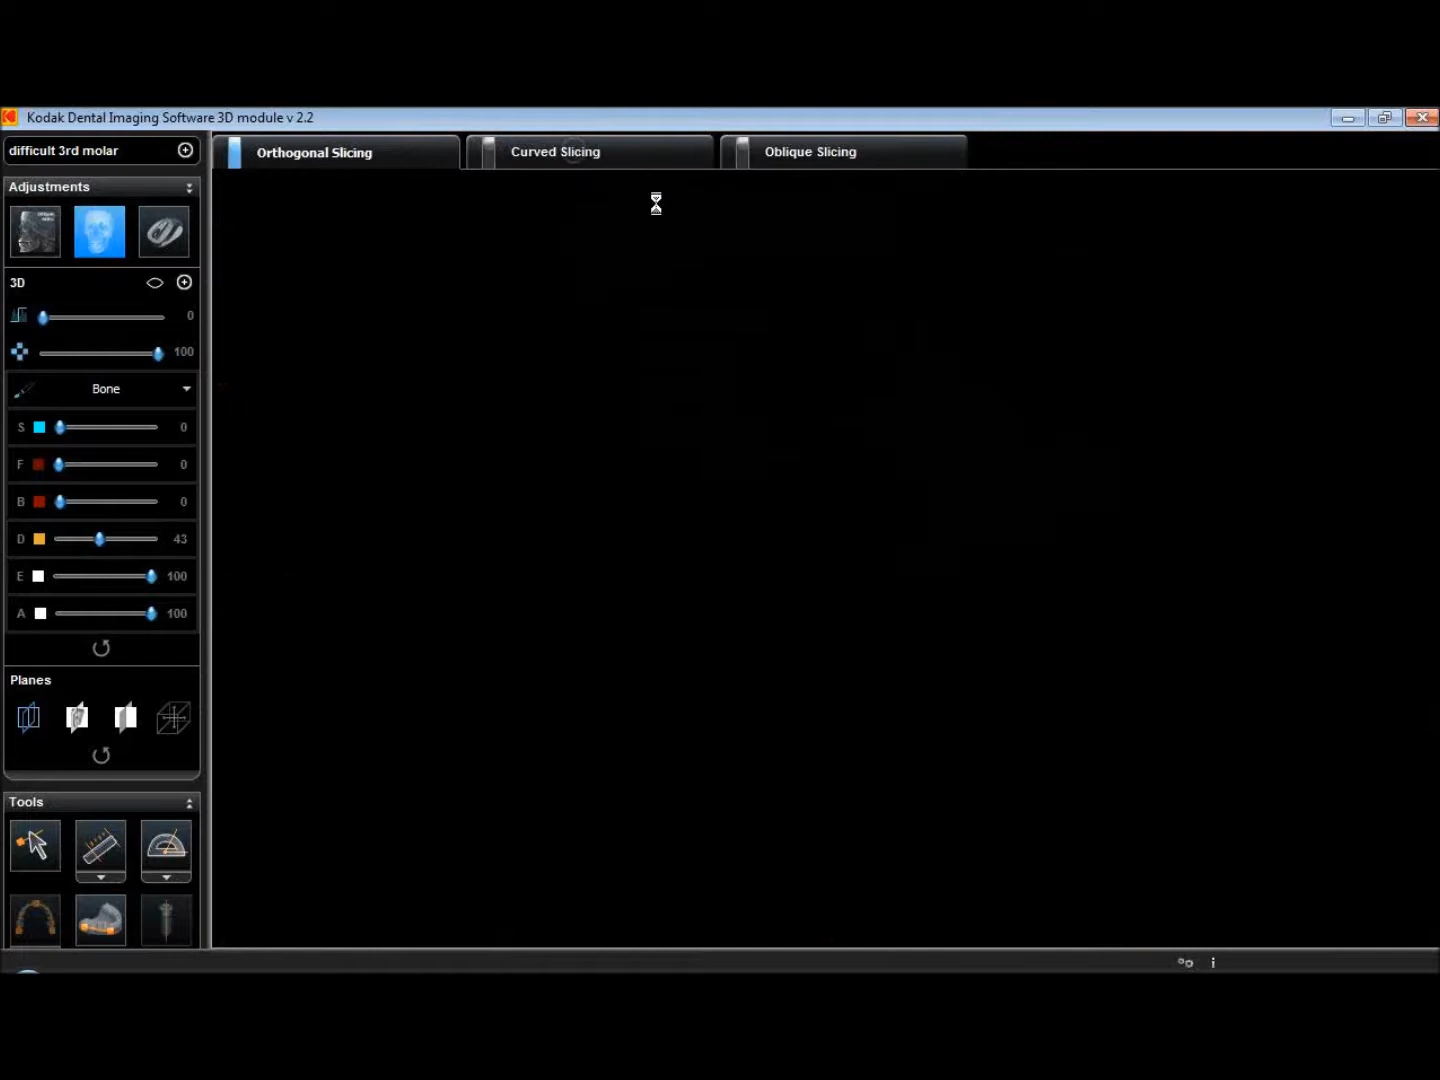 Kodak Dental Imaging Software 3D module v 2.2
difficult 3rd molar
Orthogonal Slicing
Curved Slicing
Oblique Slicing
Adjustments
3D
0
100
Bone
S 0
F 0
B 0
D 43
E 100
A 100
Planes
Tools
i